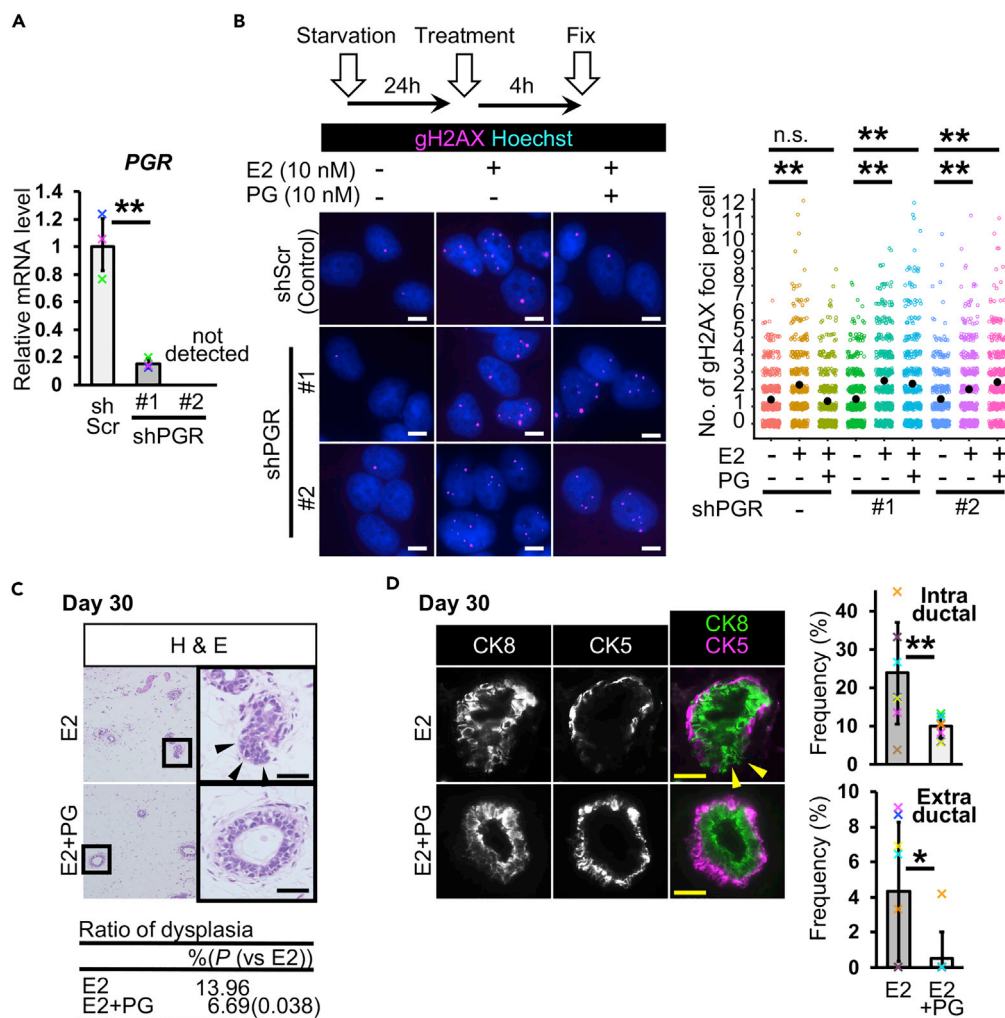 A
PGR
Relative mRNA level
1.4
1.2
1
0.8
0.6
0.4
0.2
0
**
not
detected
sh
Scr
#1 #2
shPGR
B
Starvation Treatment Fix
24h 4h
gH2AX Hoechst
E2 (10 nM) - + +
PG (10 nM) - - +
shScr
(Control)
shPGR
#1
#2
No. of gH2AX foci per cell
n.s. ** **
** ** **
12
11
10
9
8
7
6
5
4
3
2
1
0
E2 - + + - + + - + +
PG - - + - - + - - +
shPGR - #1 #2
C
Day 30
H & E
E2
E2+PG
Ratio of dysplasia
%(P (vs E2))
E2 13.96
E2+PG 6.69(0.038)
D
Day 30
CK8 CK5 CK8
CK5
E2
E2+PG
Intra
ductal
Frequency (%)
40
30
20
10
0
**
Extra
ductal
Frequency (%)
8
6
4
2
0
*
E2 E2
+PG